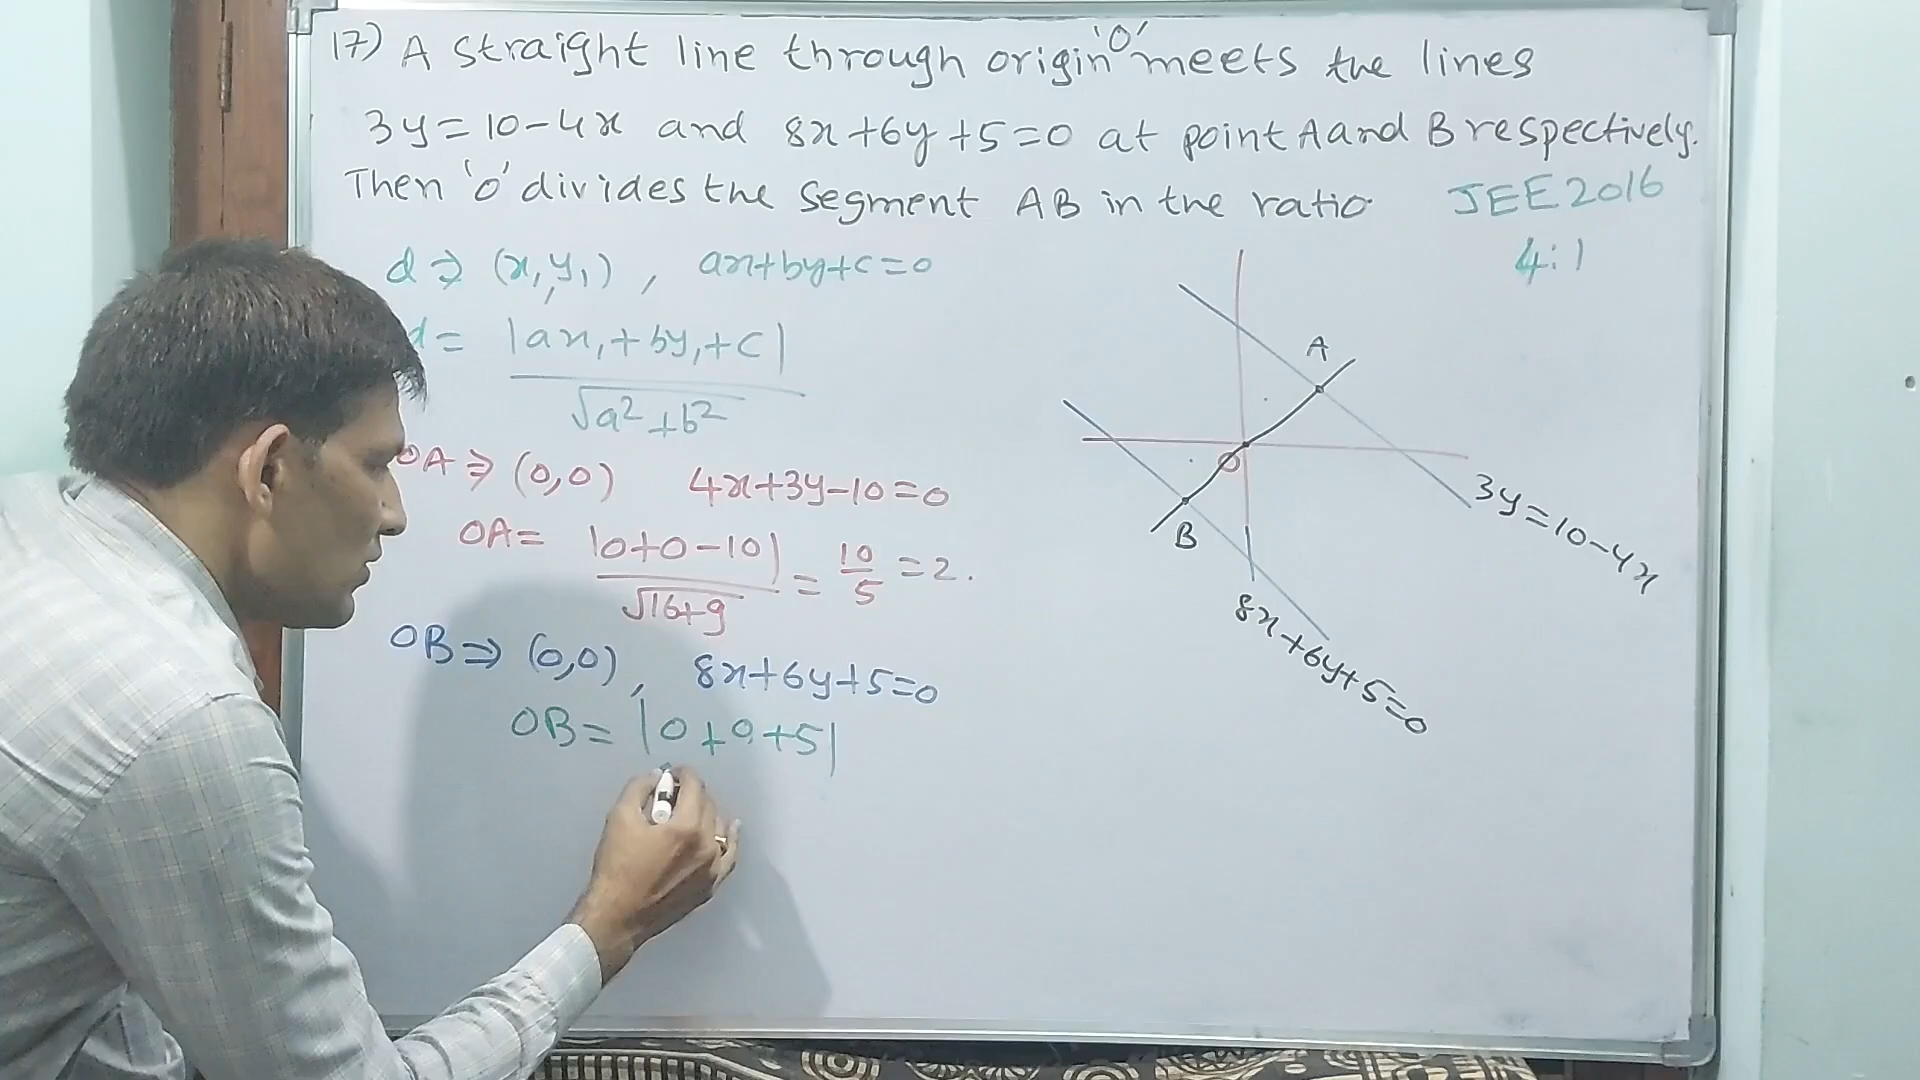 17) A straight line through origin 'O' meets the lines
3y=10-4x and 8x+6y+5=0 at point A and B respectively.
Then 'O' divides the segment AB in the ratio. JEE 2016
4:1
d ⇒ (x1, y1) , ax+by+c=0
d = |ax1+by1+c|
√a²+b²
OA ⇒ (0,0) 4x+3y-10=0
OA= |0+0-10| = 10/5 = 2.
√16+9
OB ⇒ (0,0), 8x+6y+5=0
OB= |0+0+5|
A
O
B
3y=10-4x
8x+6y+5=0